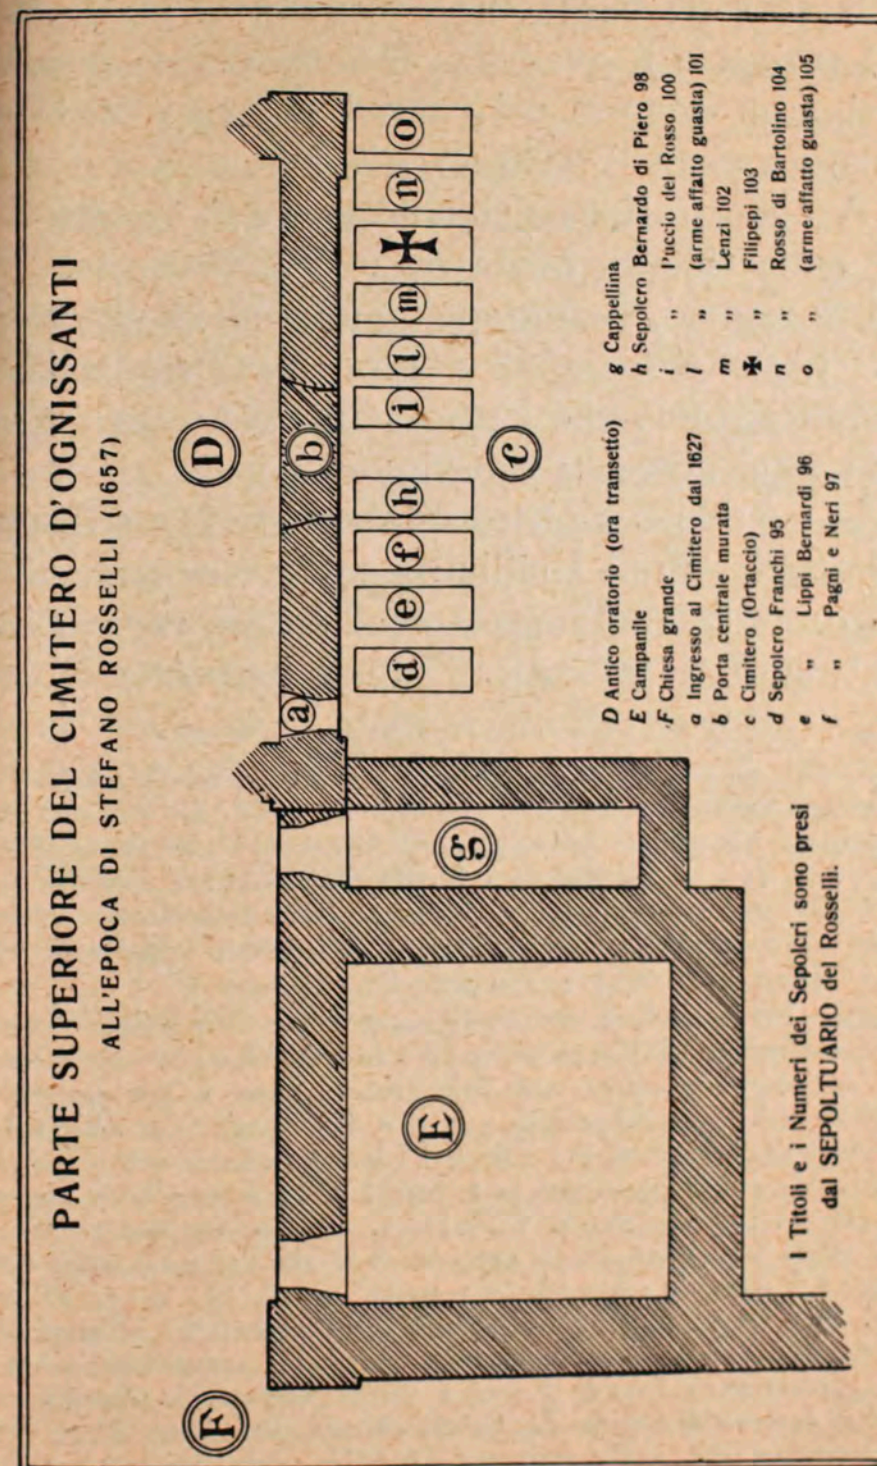 PARTE SUPERIORE DEL CIMITERO D'OGNISSANTI
ALL'EPOCA DI STEFANO ROSSELLI (1657)
F
D
E
g
a
b
c
d
e
f
h
i
l
m
✠
n
o
I Titoli e i Numeri dei Sepolcri sono presi
dal SEPOLTUARIO del Rosselli.
D Antico oratorio (ora transetto)
E Campanile
F Chiesa grande
a Ingresso al Cimitero dal 1627
b Porta centrale murata
c Cimitero (Ortaccio)
d Sepolcro Franchi 95
e „ Lippi Bernardi 96
f „ Pagni e Neri 97
g Cappellina
h Sepolcro Bernardo di Piero 98
i „ Puccio del Rosso 100
l „ (arme affatto guasta) 101
m „ Lenzi 102
✠ „ Filipepi 103
n „ Rosso di Bartolino 104
o „ (arme affatto guasta) 105